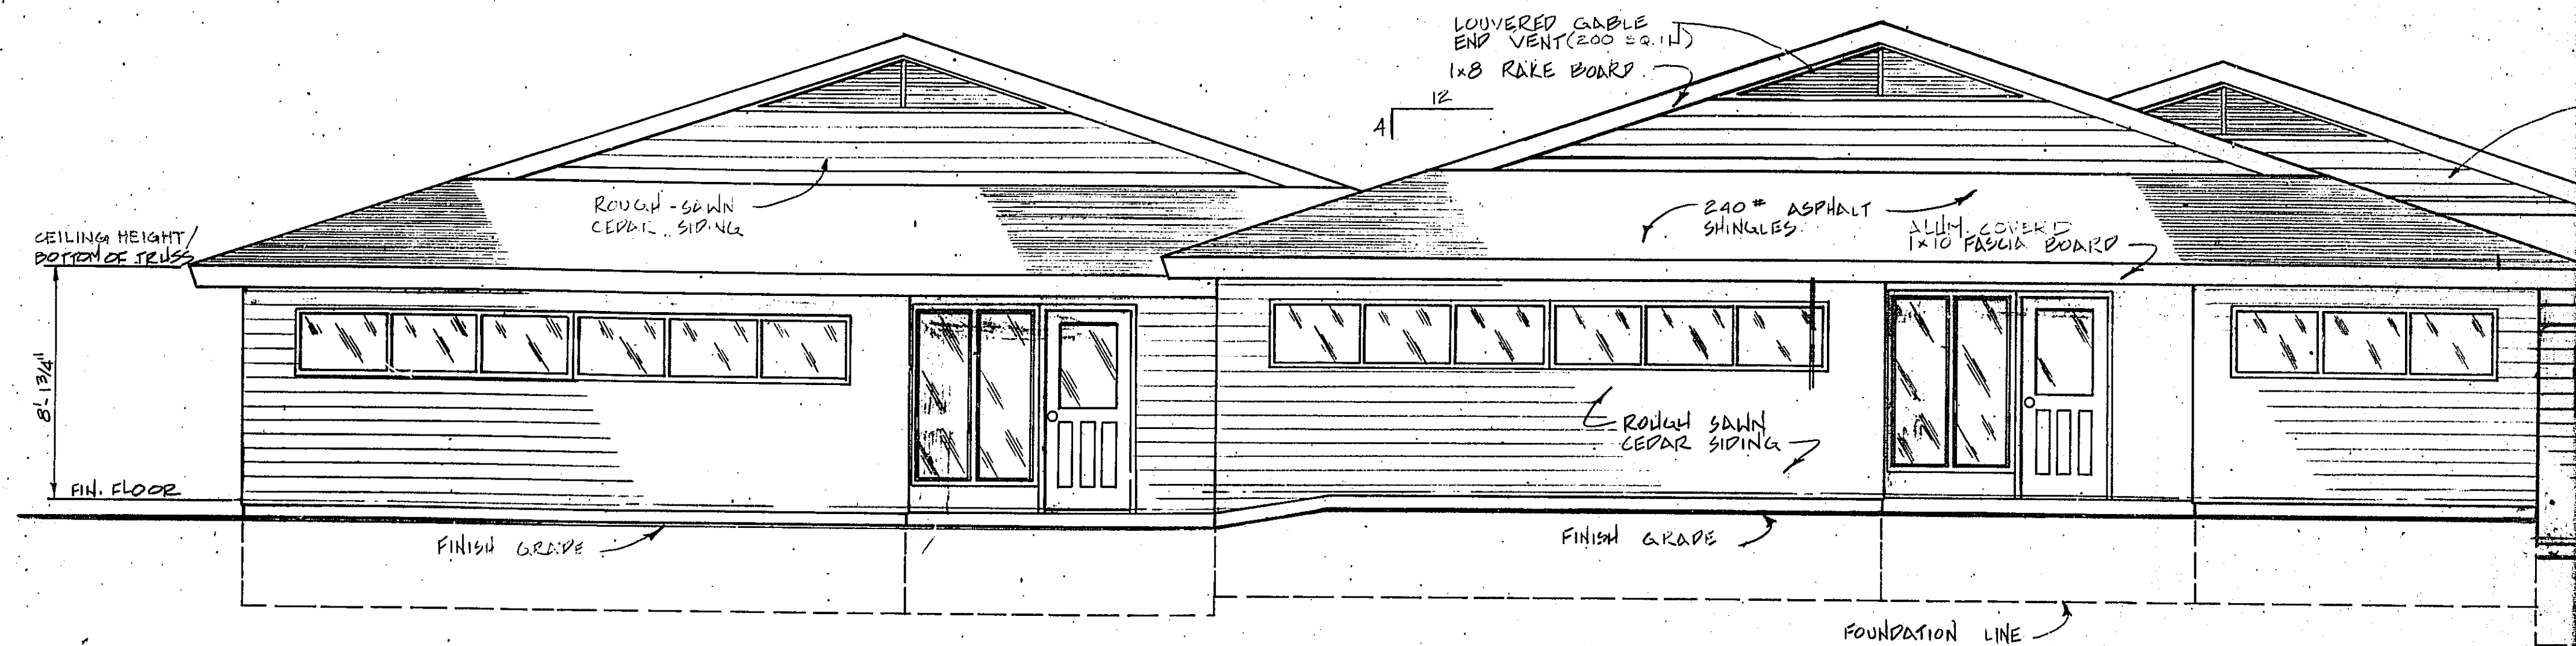 LOUVERED GABLE
END VENT (200 SQ. IN)
1x8 RAKE BOARD
12
4
ROUGH-SAWN
CEDAR SIDING
240# ASPHALT
SHINGLES
ALUM. COVERD
1x10 FASCIA BOARD
CEILING HEIGHT/
BOTTOM OF TRUSS
8'-1 3/4"
ROUGH SAWN
CEDAR SIDING
FIN. FLOOR
FINISH GRADE
FINISH GRADE
FOUNDATION LINE